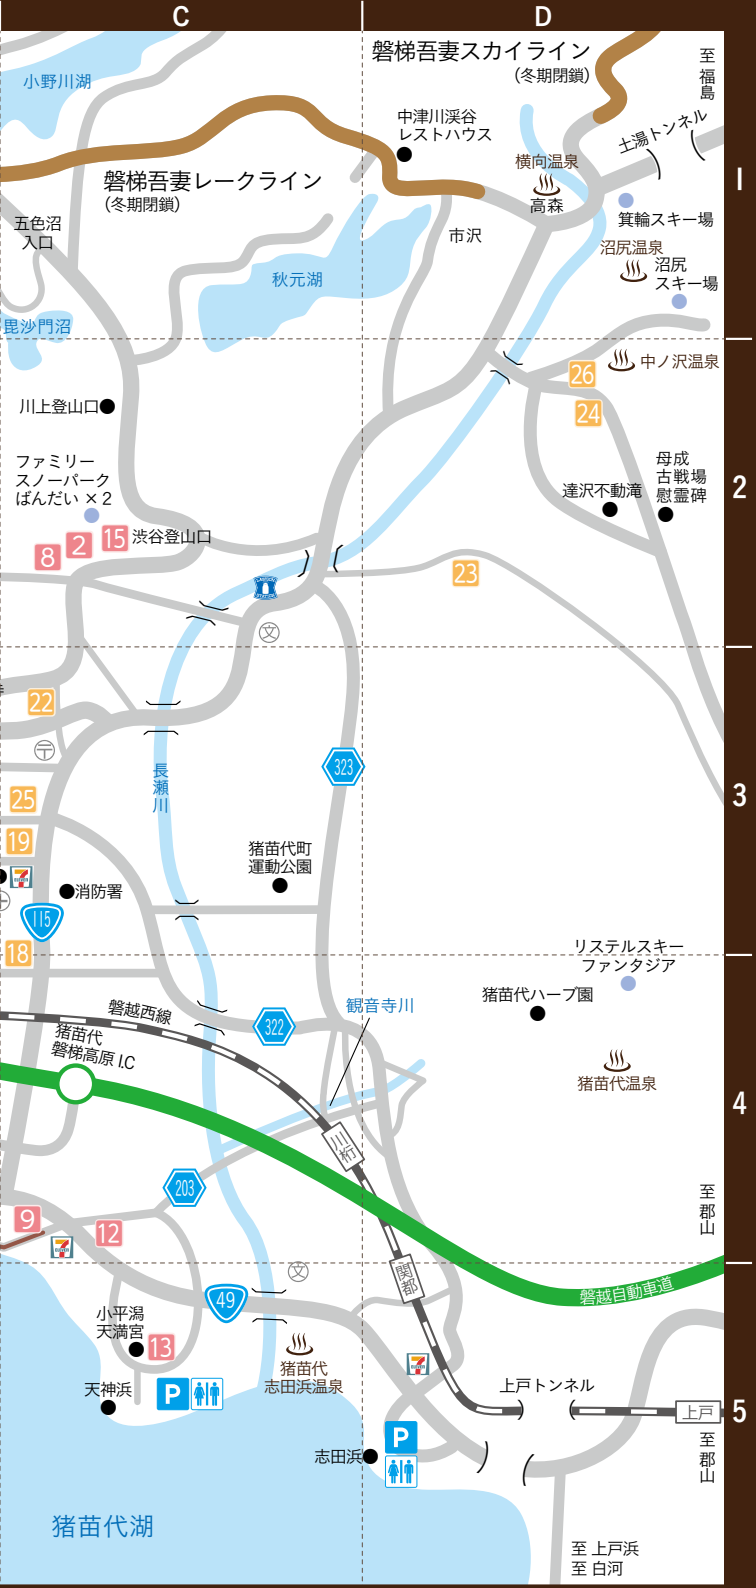 C
D
磐梯吾妻スカイライン
(冬期閉鎖)
至福島
小野川湖
中津川渓谷
レストハウス
土湯トンネル
横向温泉
高森
1
磐梯吾妻レークライン
(冬期閉鎖)
箕輪スキー場
五色沼
入口
市沢
沼尻温泉
沼尻
スキー場
秋元湖
毘沙門沼
中ノ沢温泉
26
24
川上登山口
ファミリー
スノーパーク
ばんだい ×2
母成
古戦場
慰霊碑
達沢不動滝
2
15
渋谷登山口
2
8
23
LAWSON
STATION
文
22
〒
323
長瀬川
25
3
19
猪苗代町
運動公園
7
ELEVEN
消防署
115
18
リステルスキー
ファンタジア
猪苗代ハーブ園
磐越西線
322
観音寺川
猪苗代
磐梯高原 I.C
猪苗代温泉
4
川桁
203
至郡山
9
12
7
ELEVEN
文
関都
磐越自動車道
49
小平潟
天満宮
13
猪苗代
志田浜温泉
7
ELEVEN
天神浜
P
上戸トンネル
上戸
5
P
志田浜
至郡山
猪苗代湖
至 上戸浜
至 白河